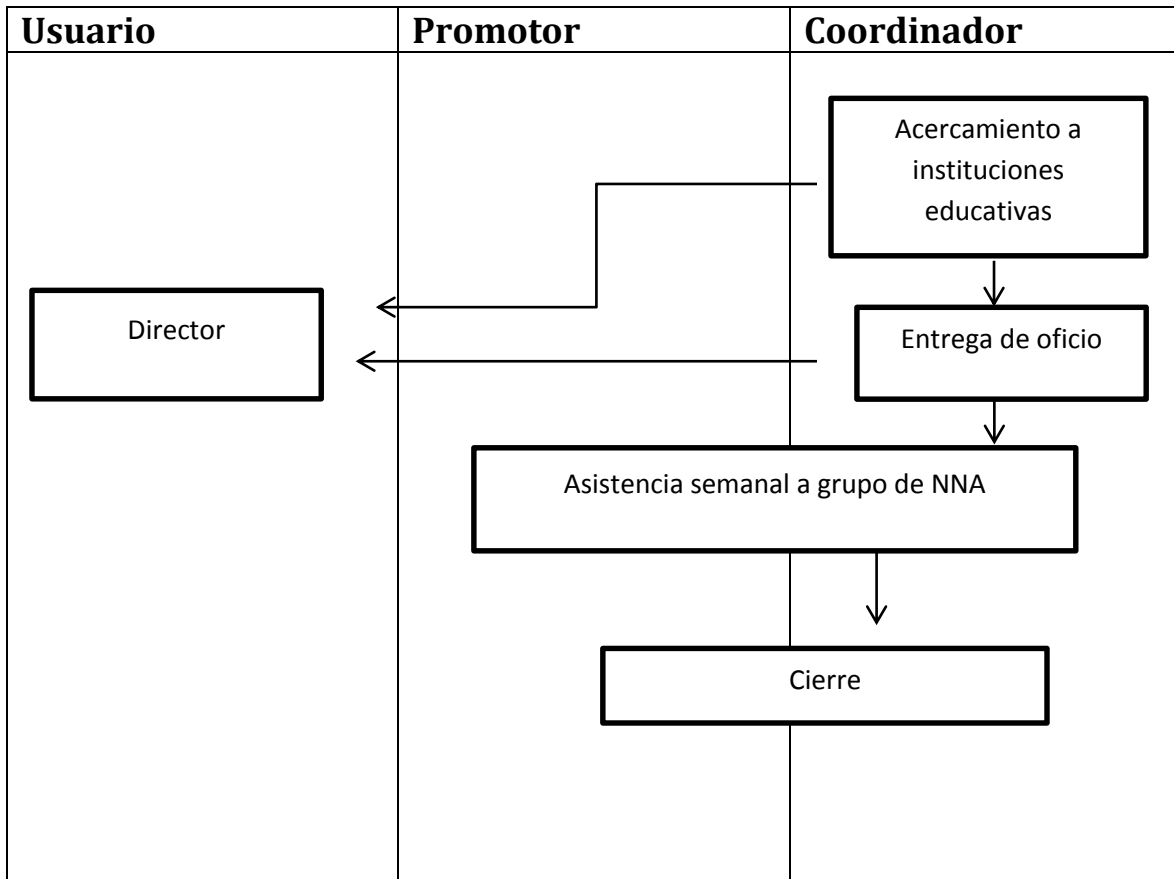 Usuario
Promotor
Coordinador
Acercamiento a
instituciones
educativas
Director
Entrega de oficio
Asistencia semanal a grupo de NNA
Cierre